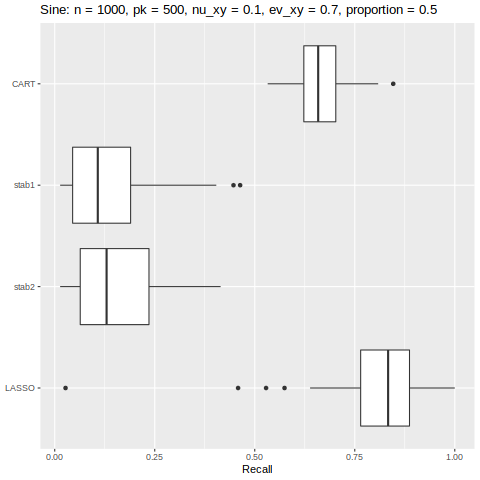 Sine: n = 1000, pk = 500, nu_xy = 0.1, ev_xy = 0.7, proportion = 0.5
CART
stab1
stab2
LASSO
0.00 0.25 0.50 0.75 1.00
Recall